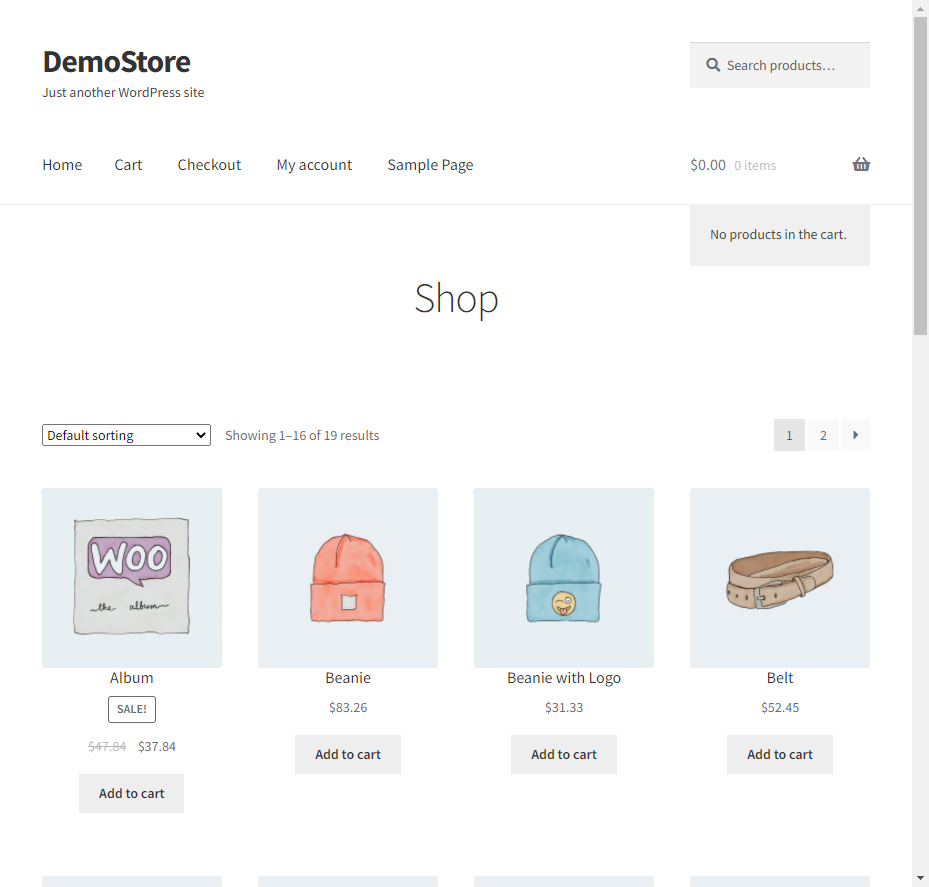 DemoStore
Just another WordPress site
Search products…
Home Cart Checkout My account Sample Page
$0.00 0 items
No products in the cart.
Shop
Default sorting
Showing 1–16 of 19 results
1 2
WOO
the album
Album
SALE!
$47.84 $37.84
Add to cart
Beanie
$83.26
Add to cart
Beanie with Logo
$31.33
Add to cart
Belt
$52.45
Add to cart